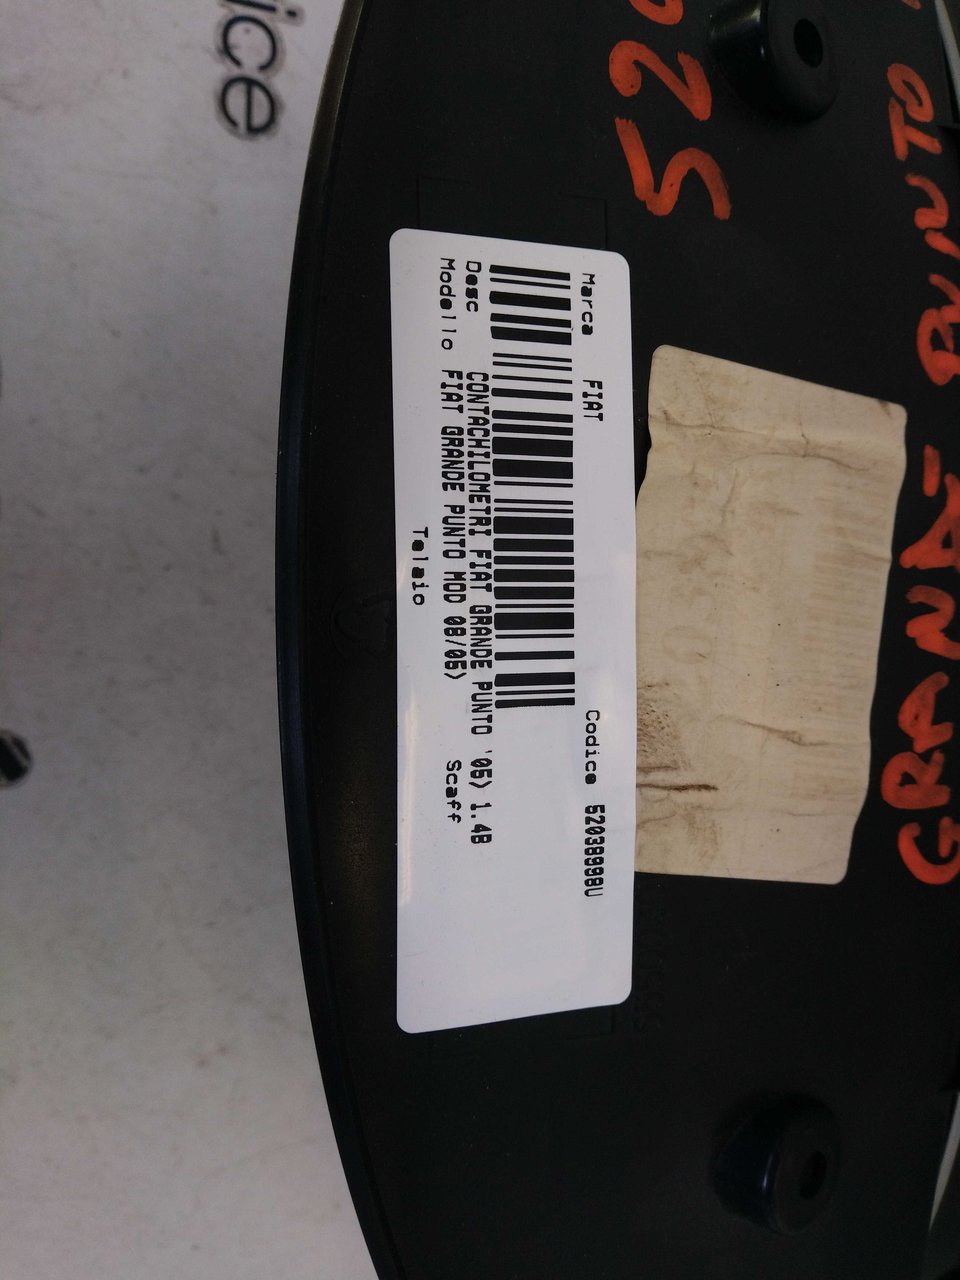 Marca FIAT Codice 52038998U
Desc CONTACHILOMETRI FIAT GRANDE PUNTO '05> 1.4B
Modello FIAT GRANDE PUNTO MOD 08/05>
Scaff
Telaio
520
GRANDE PUNTO
ice